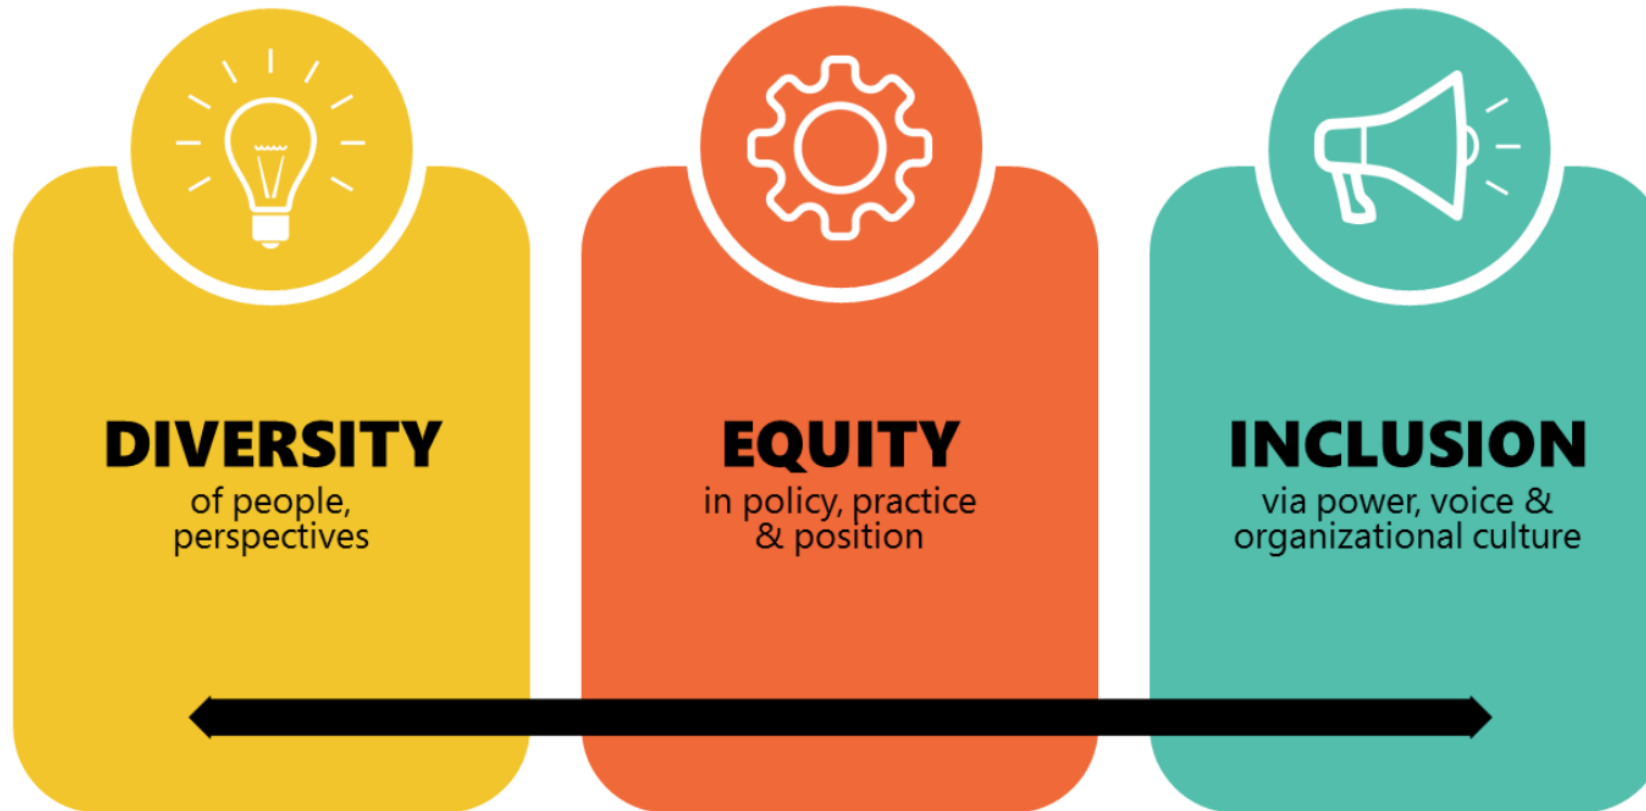 DIVERSITY
of people,
perspectives
EQUITY
in policy, practice
& position
INCLUSION
via power, voice &
organizational culture